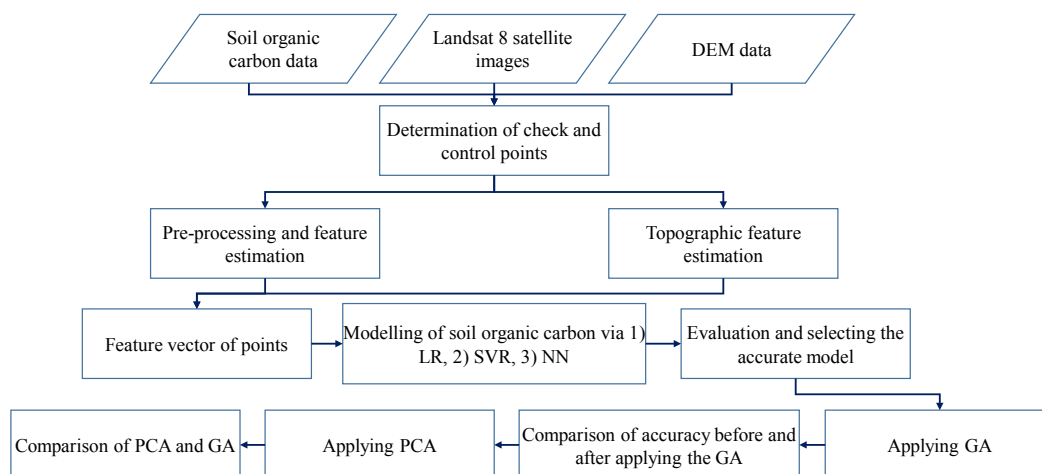 Soil organic
carbon data
Landsat 8 satellite
images
DEM data
Determination of check and
control points
Pre-processing and feature
estimation
Topographic feature
estimation
Feature vector of points
Modelling of soil organic carbon via 1)
LR, 2) SVR, 3) NN
Evaluation and selecting the
accurate model
Comparison of PCA and GA
Applying PCA
Comparison of accuracy before and
after applying the GA
Applying GA